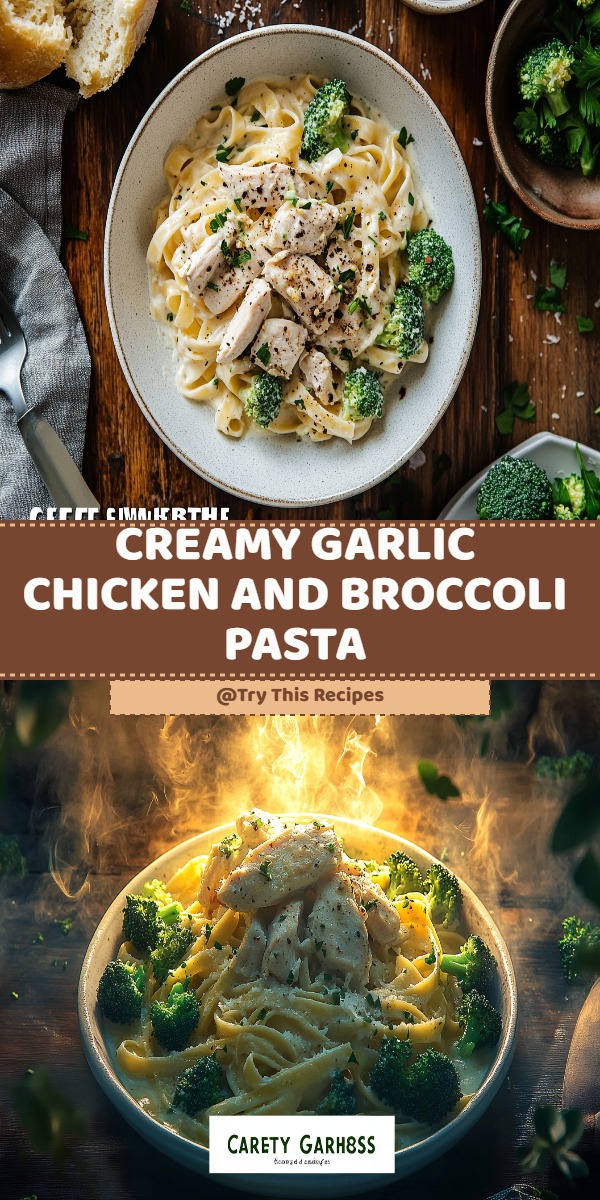 CREAMY GARLIC
CHICKEN AND BROCCOLI
PASTA
@Try This Recipes
CARETY GARH8SS